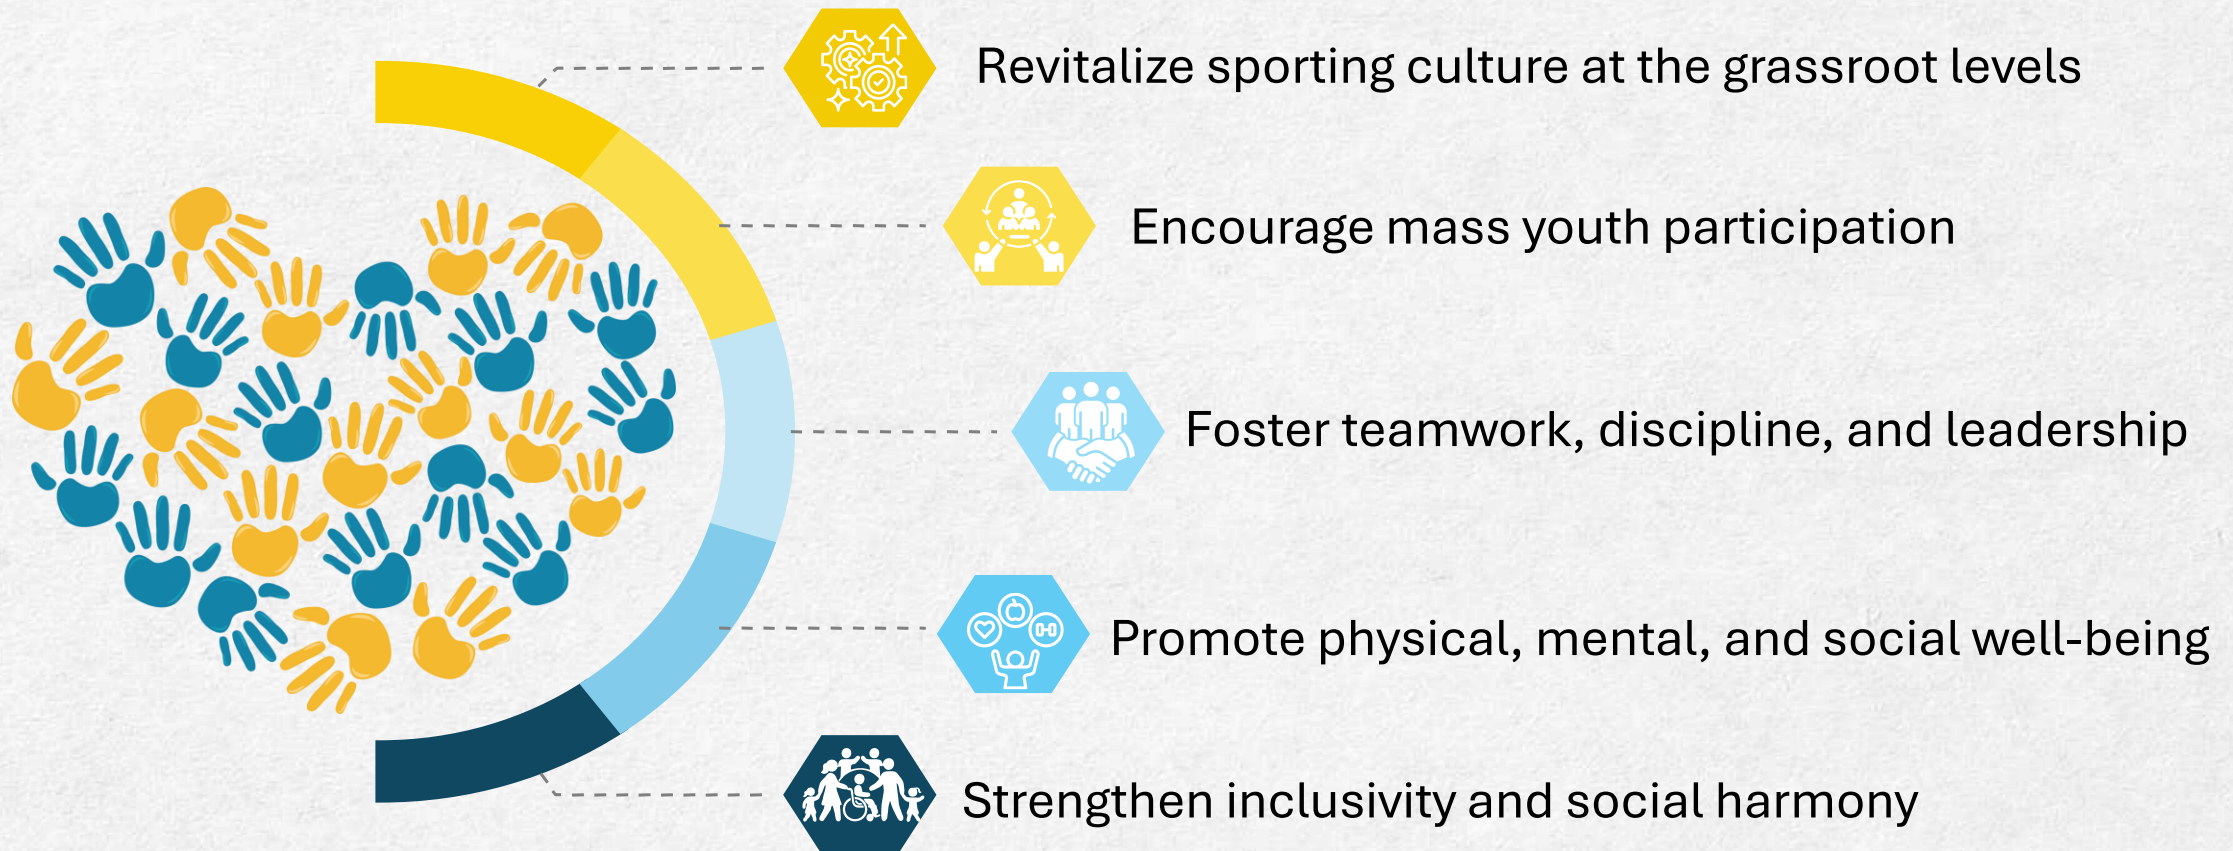 Revitalize sporting culture at the grassroot levels
Encourage mass youth participation
Foster teamwork, discipline, and leadership
Promote physical, mental, and social well-being
Strengthen inclusivity and social harmony